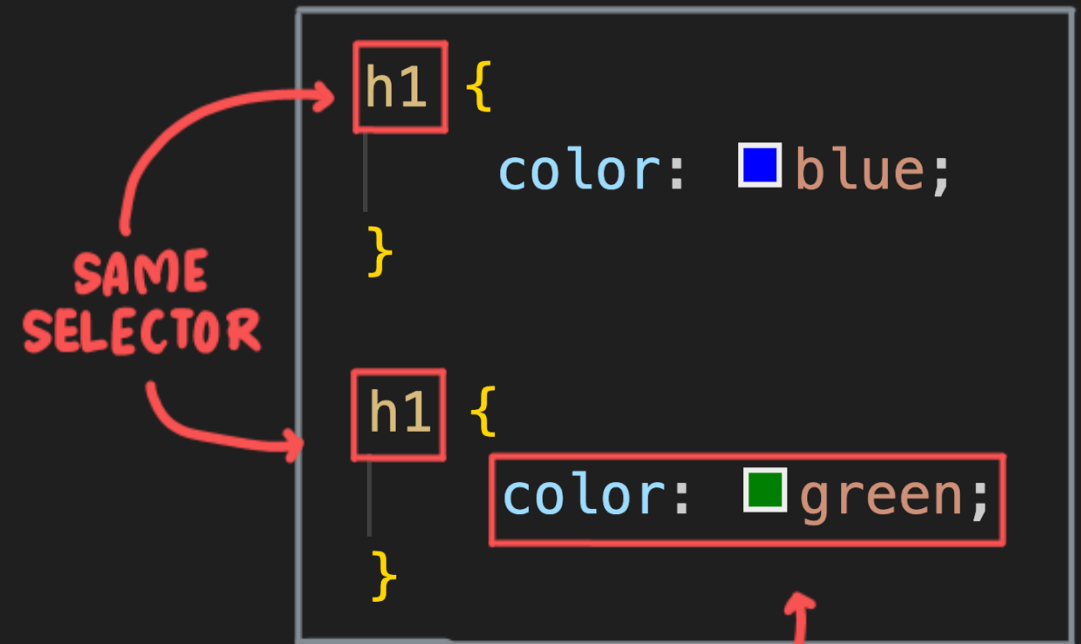 h1 {
color: blue;
}
SAME
SELECTOR
h1 {
color: green;
}